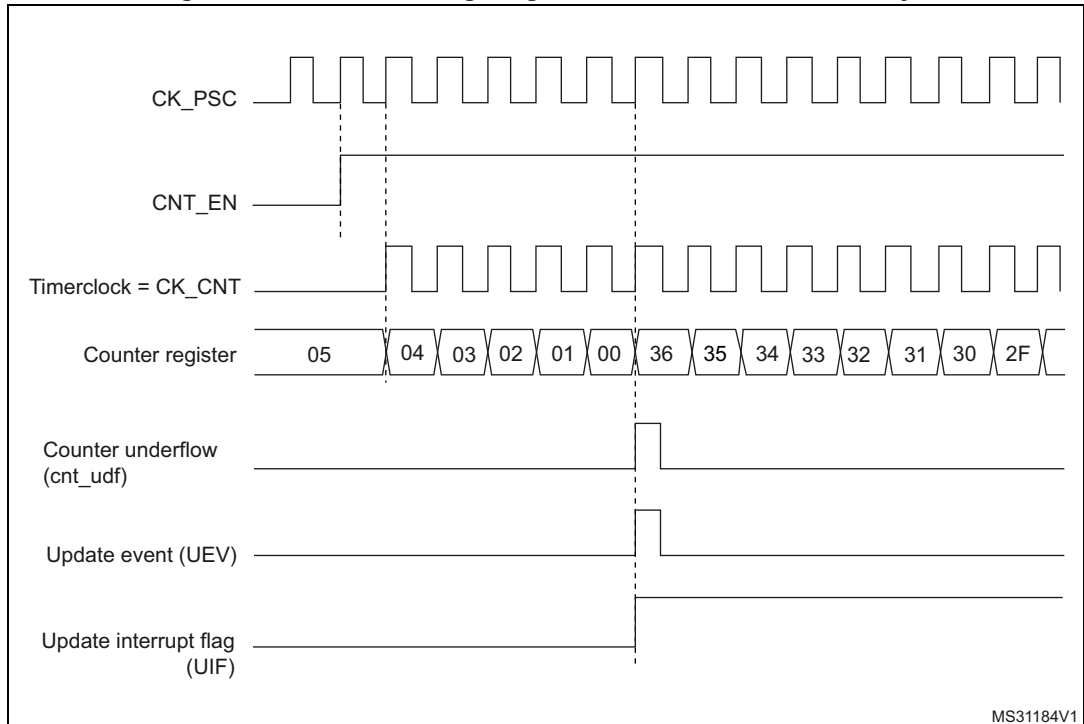 CK_PSC
CNT_EN
Timerclock = CK_CNT
Counter register 05 04 03 02 01 00 36 35 34 33 32 31 30 2F
Counter underflow
(cnt_udf)
Update event (UEV)
Update interrupt flag
(UIF)
MS31184V1